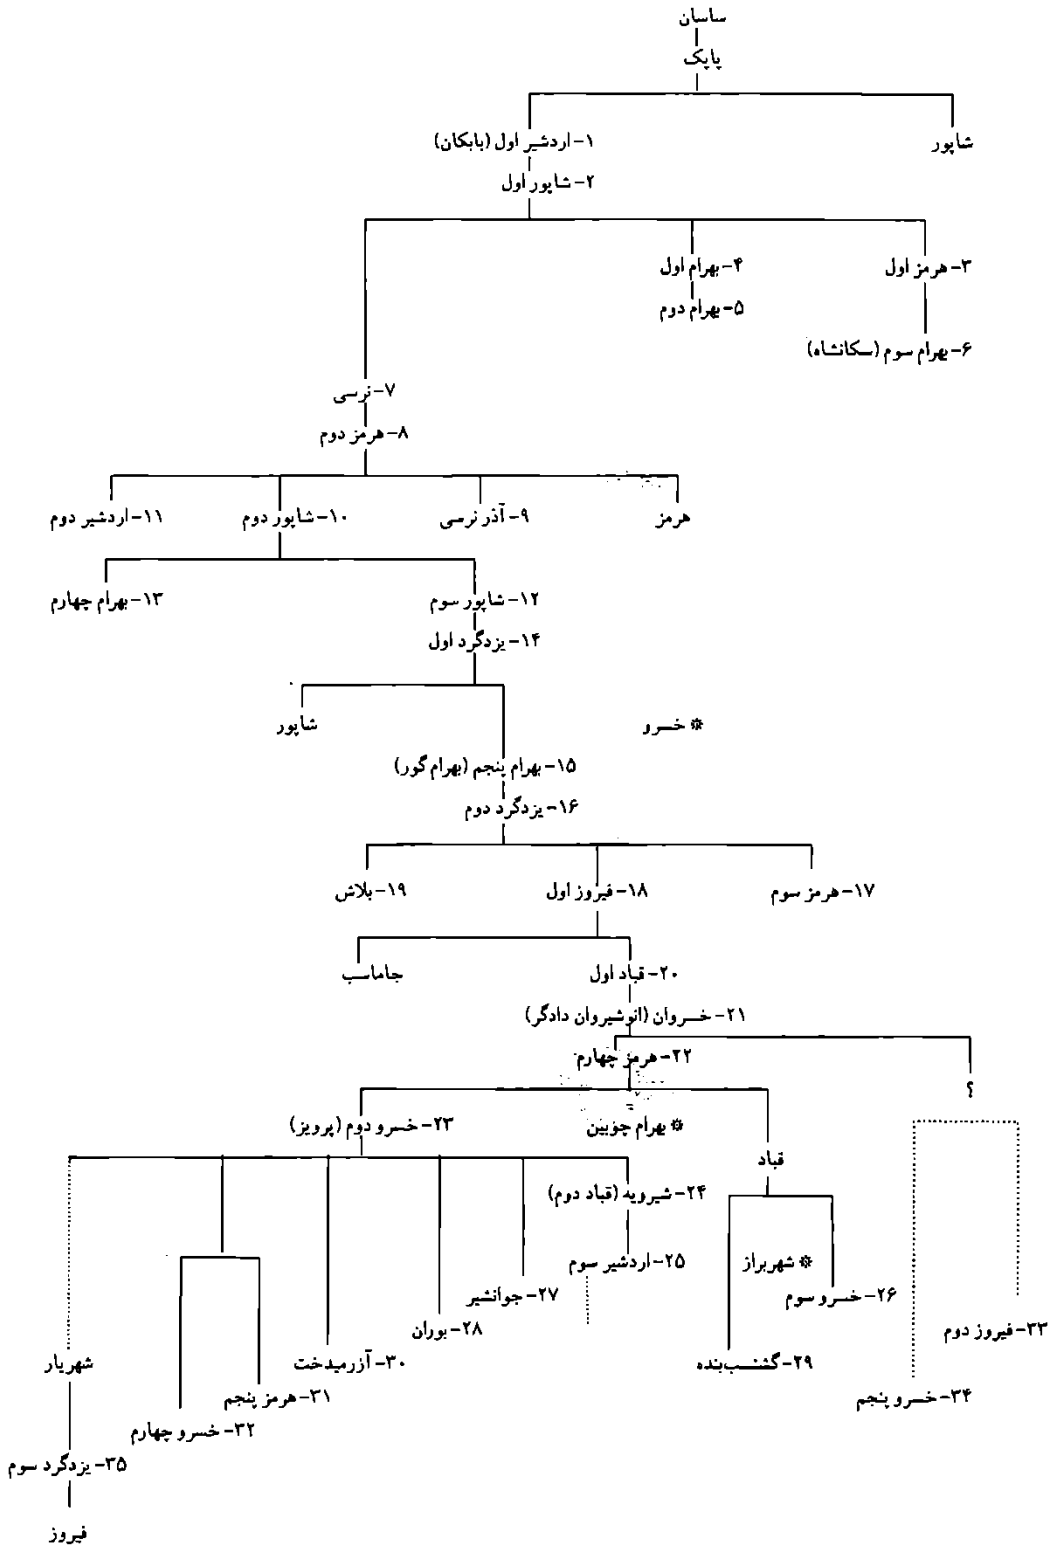 ساسان
پاپک
شاپور
۱- اردشیر اول (بابکان)
۲- شاپور اول
۳- هرمز اول
۴- بهرام اول
۵- بهرام دوم
۶- بهرام سوم (سکانشاه)
۷- نرسی
۸- هرمز دوم
هرمز
۹- آذر نرسی
۱۰- شاپور دوم
۱۱- اردشیر دوم
۱۲- شاپور سوم
۱۳- بهرام چهارم
۱۴- یزدگرد اول
* خسرو
شاپور
۱۵- بهرام پنجم (بهرام گور)
۱۶- یزدگرد دوم
۱۷- هرمز سوم
۱۸- فیروز اول
۱۹- بلاش
۲۰- قباد اول
جاماسب
۲۱- خسروان (انوشیروان دادگر)
۲۲- هرمز چهارم
؟
* بهرام چوبین
۲۳- خسرو دوم (پرویز)
قباد
۲۴- شیرویه (قباد دوم)
* شهربراز
۲۵- اردشیر سوم
۲۶- خسرو سوم
۲۷- جوانشیر
۳۳- فیروز دوم
۲۸- بوران
۲۹- گشنسب‌بنده
۳۰- آزرمیدخت
شهریار
۳۴- خسرو پنجم
۳۱- هرمز پنجم
۳۲- خسرو چهارم
۳۵- یزدگرد سوم
فیروز